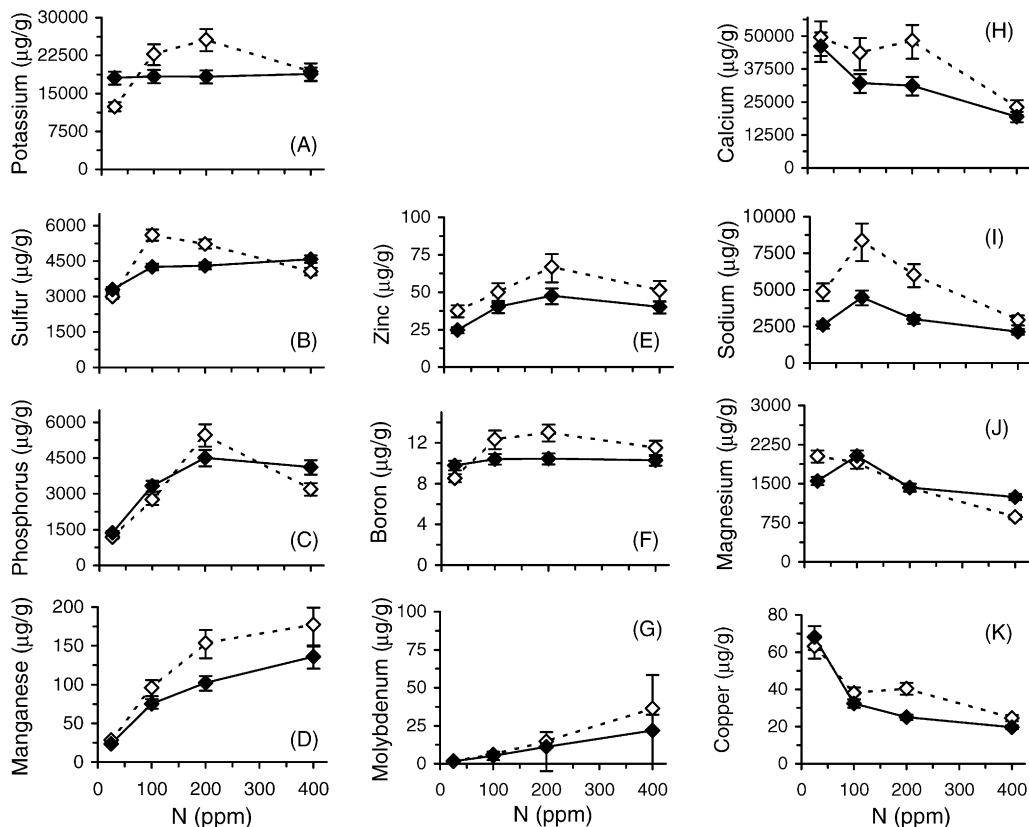 Potassium (µg/g)
30000
22500
15000
7500
0
(A)
Sulfur (µg/g)
6000
4500
3000
1500
0
(B)
Phosphorus (µg/g)
6000
4500
3000
1500
0
(C)
Manganese (µg/g)
200
150
100
50
0
(D)
0 100 200 300 400
N (ppm)
Zinc (µg/g)
100
75
50
25
0
(E)
Boron (µg/g)
12
8
4
0
(F)
Molybdenum (µg/g)
100
75
50
25
0
(G)
0 100 200 300 400
N (ppm)
Calcium (µg/g)
50000
37500
25000
12500
0
(H)
Sodium (µg/g)
10000
7500
5000
2500
0
(I)
Magnesium (µg/g)
3000
2250
1500
750
0
(J)
Copper (µg/g)
80
60
40
20
0
(K)
0 100 200 300 400
N (ppm)